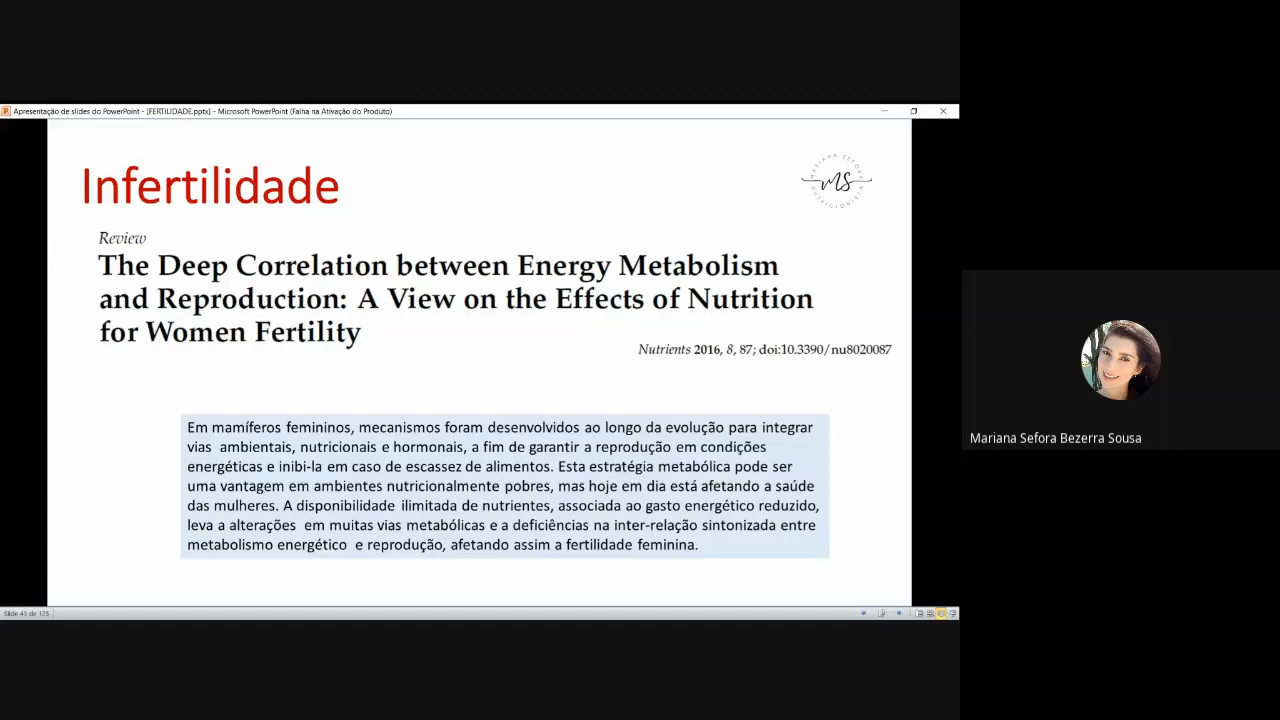 Apresentação de slides do PowerPoint - [FERTILIDADE.pptx] - Microsoft PowerPoint (Falha na Ativação do Produto)
Infertilidade
MARIANA SEFORA
MS
NUTRICIONISTA
Review
The Deep Correlation between Energy Metabolism
and Reproduction: A View on the Effects of Nutrition
for Women Fertility
Nutrients 2016, 8, 87; doi:10.3390/nu8020087
Em mamíferos femininos, mecanismos foram desenvolvidos ao longo da evolução para integrar
vias ambientais, nutricionais e hormonais, a fim de garantir a reprodução em condições
energéticas e inibi-la em caso de escassez de alimentos. Esta estratégia metabólica pode ser
uma vantagem em ambientes nutricionalmente pobres, mas hoje em dia está afetando a saúde
das mulheres. A disponibilidade ilimitada de nutrientes, associada ao gasto energético reduzido,
leva a alterações em muitas vias metabólicas e a deficiências na inter-relação sintonizada entre
metabolismo energético e reprodução, afetando assim a fertilidade feminina.
Mariana Sefora Bezerra Sousa
Slide 43 de 125